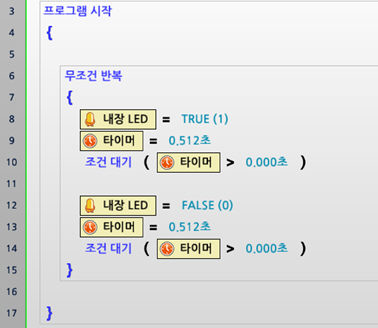 3 프로그램 시작
4 {
5
6 무조건 반복
7 {
8 내장 LED = TRUE (1)
9 타이머 = 0.512초
10 조건 대기 ( 타이머 > 0.000초 )
11
12 내장 LED = FALSE (0)
13 타이머 = 0.512초
14 조건 대기 ( 타이머 > 0.000초 )
15 }
16
17 }